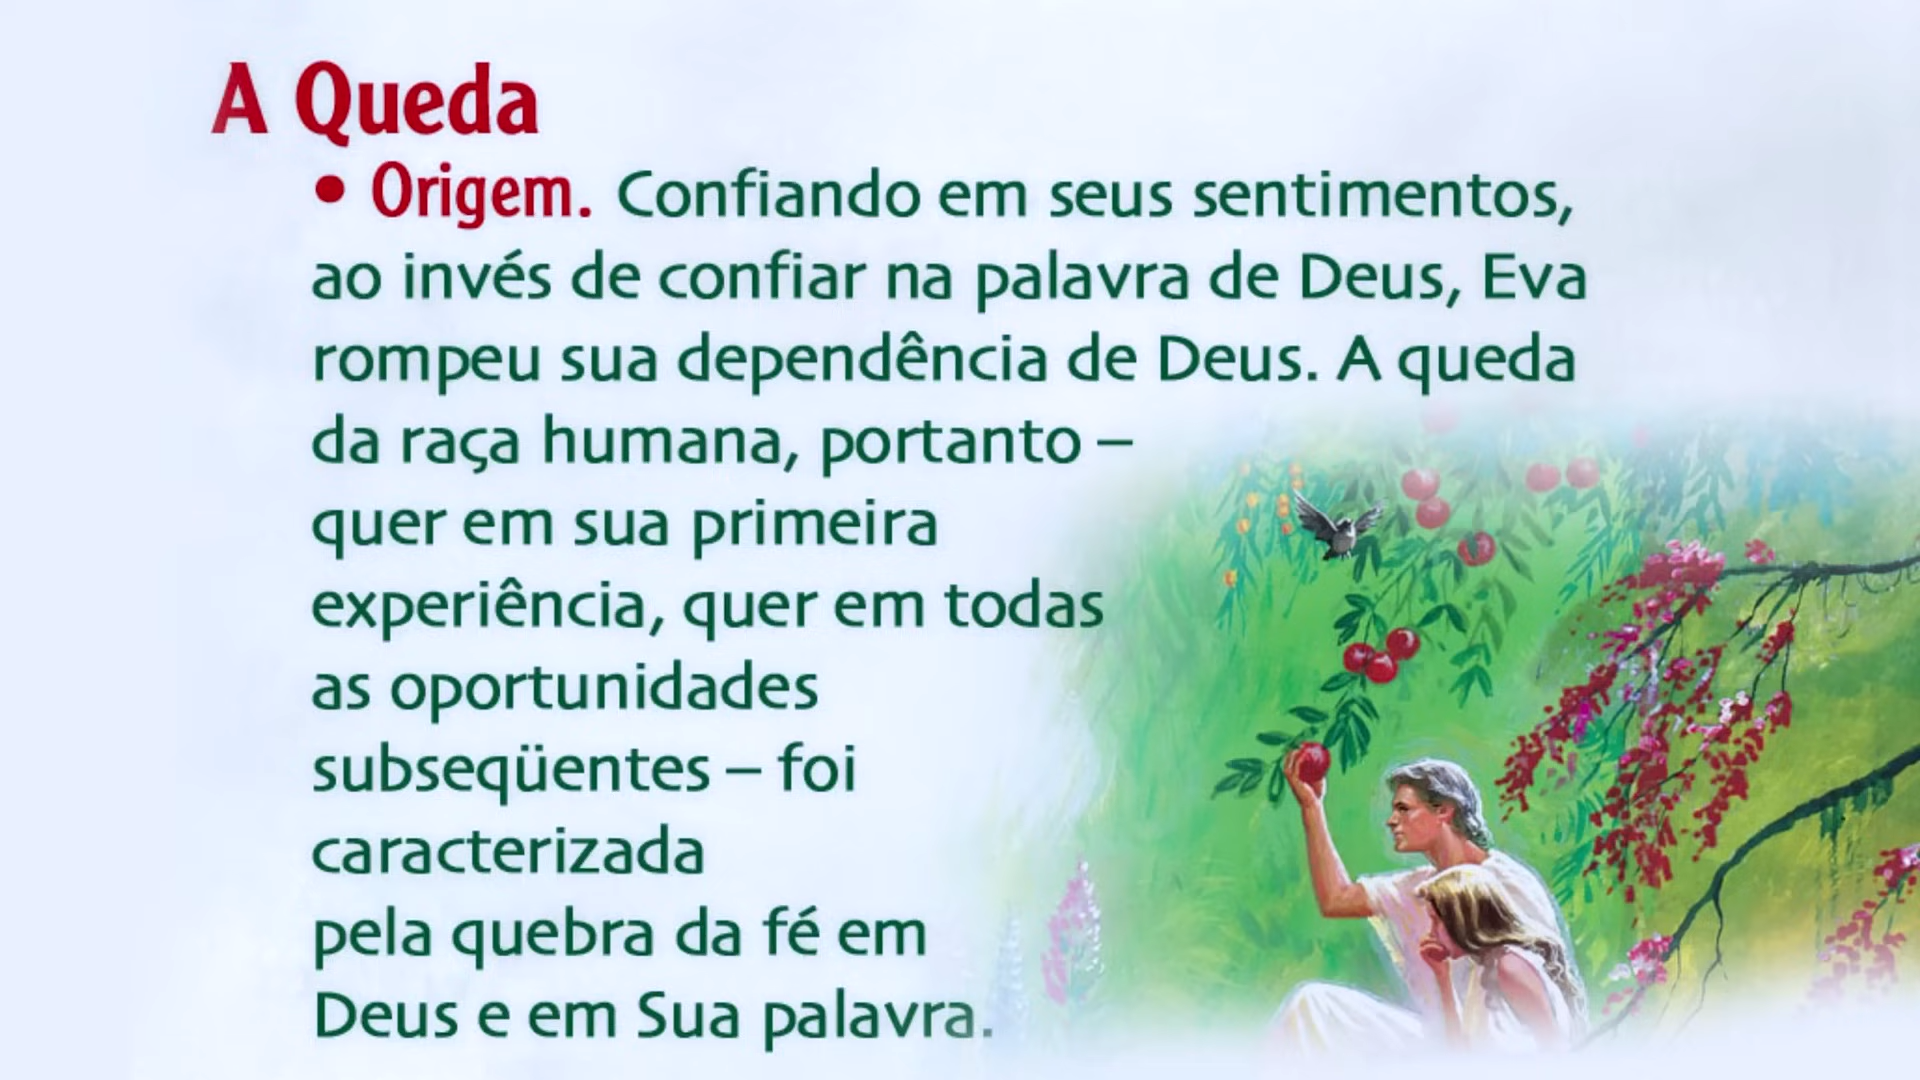 A Queda
• Origem. Confiando em seus sentimentos,
ao invés de confiar na palavra de Deus, Eva
rompeu sua dependência de Deus. A queda
da raça humana, portanto –
quer em sua primeira
experiência, quer em todas
as oportunidades
subseqüentes – foi
caracterizada
pela quebra da fé em
Deus e em Sua palavra.